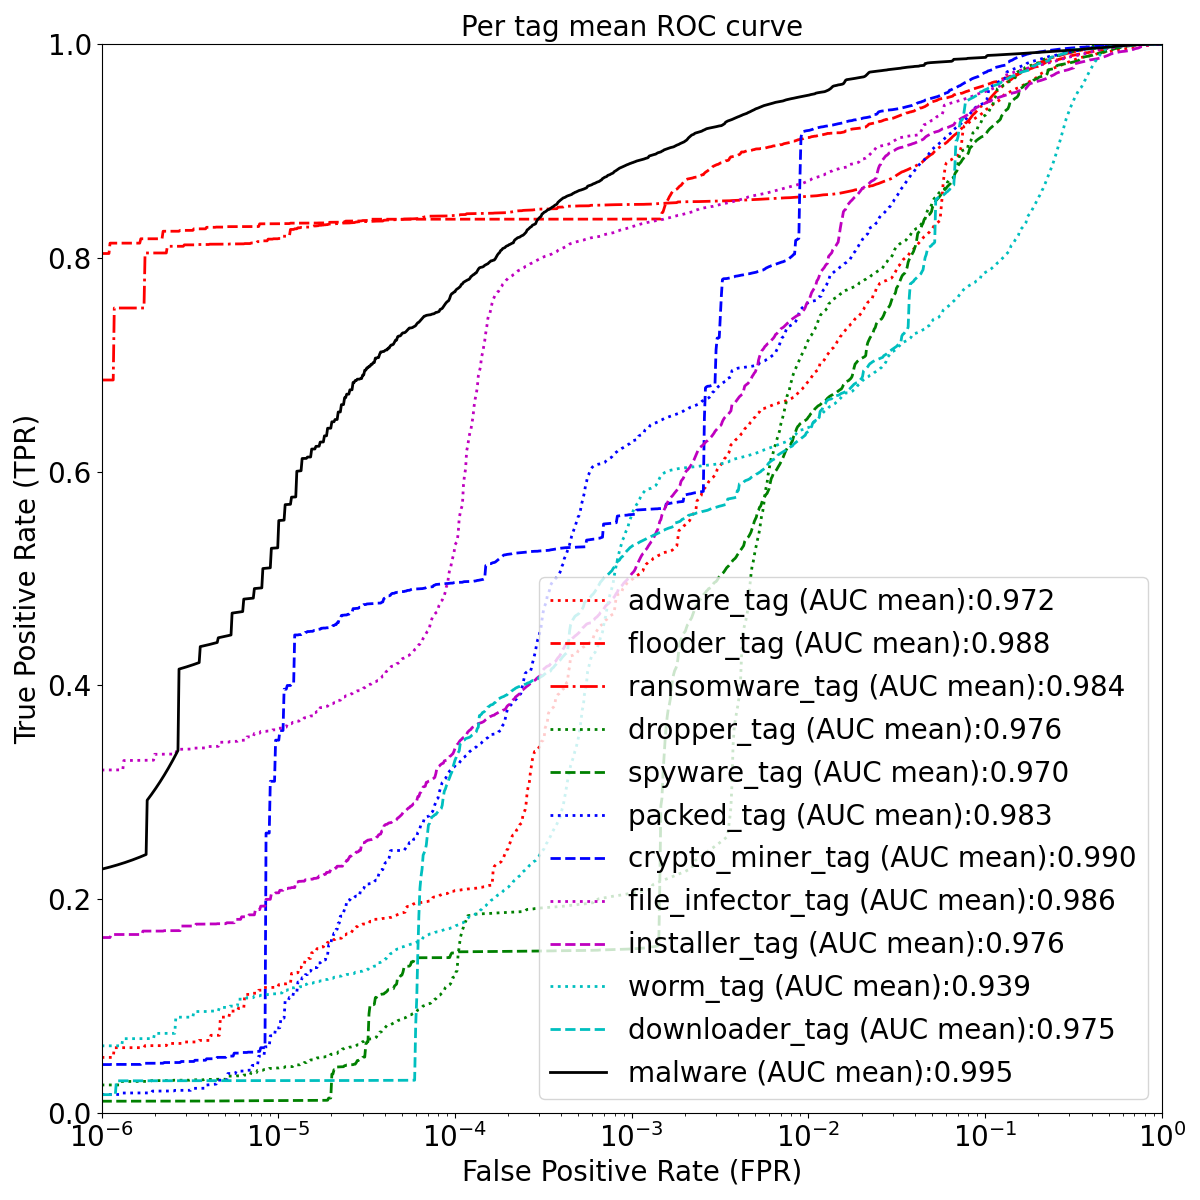 Per tag mean ROC curve
True Positive Rate (TPR)
1.0
0.8
0.6
0.4
0.2
0.0
adware_tag (AUC mean):0.972
flooder_tag (AUC mean):0.988
ransomware_tag (AUC mean):0.984
dropper_tag (AUC mean):0.976
spyware_tag (AUC mean):0.970
packed_tag (AUC mean):0.983
crypto_miner_tag (AUC mean):0.990
file_infector_tag (AUC mean):0.986
installer_tag (AUC mean):0.976
worm_tag (AUC mean):0.939
downloader_tag (AUC mean):0.975
malware (AUC mean):0.995
10⁻⁶ 10⁻⁵ 10⁻⁴ 10⁻³ 10⁻² 10⁻¹ 10⁰
False Positive Rate (FPR)